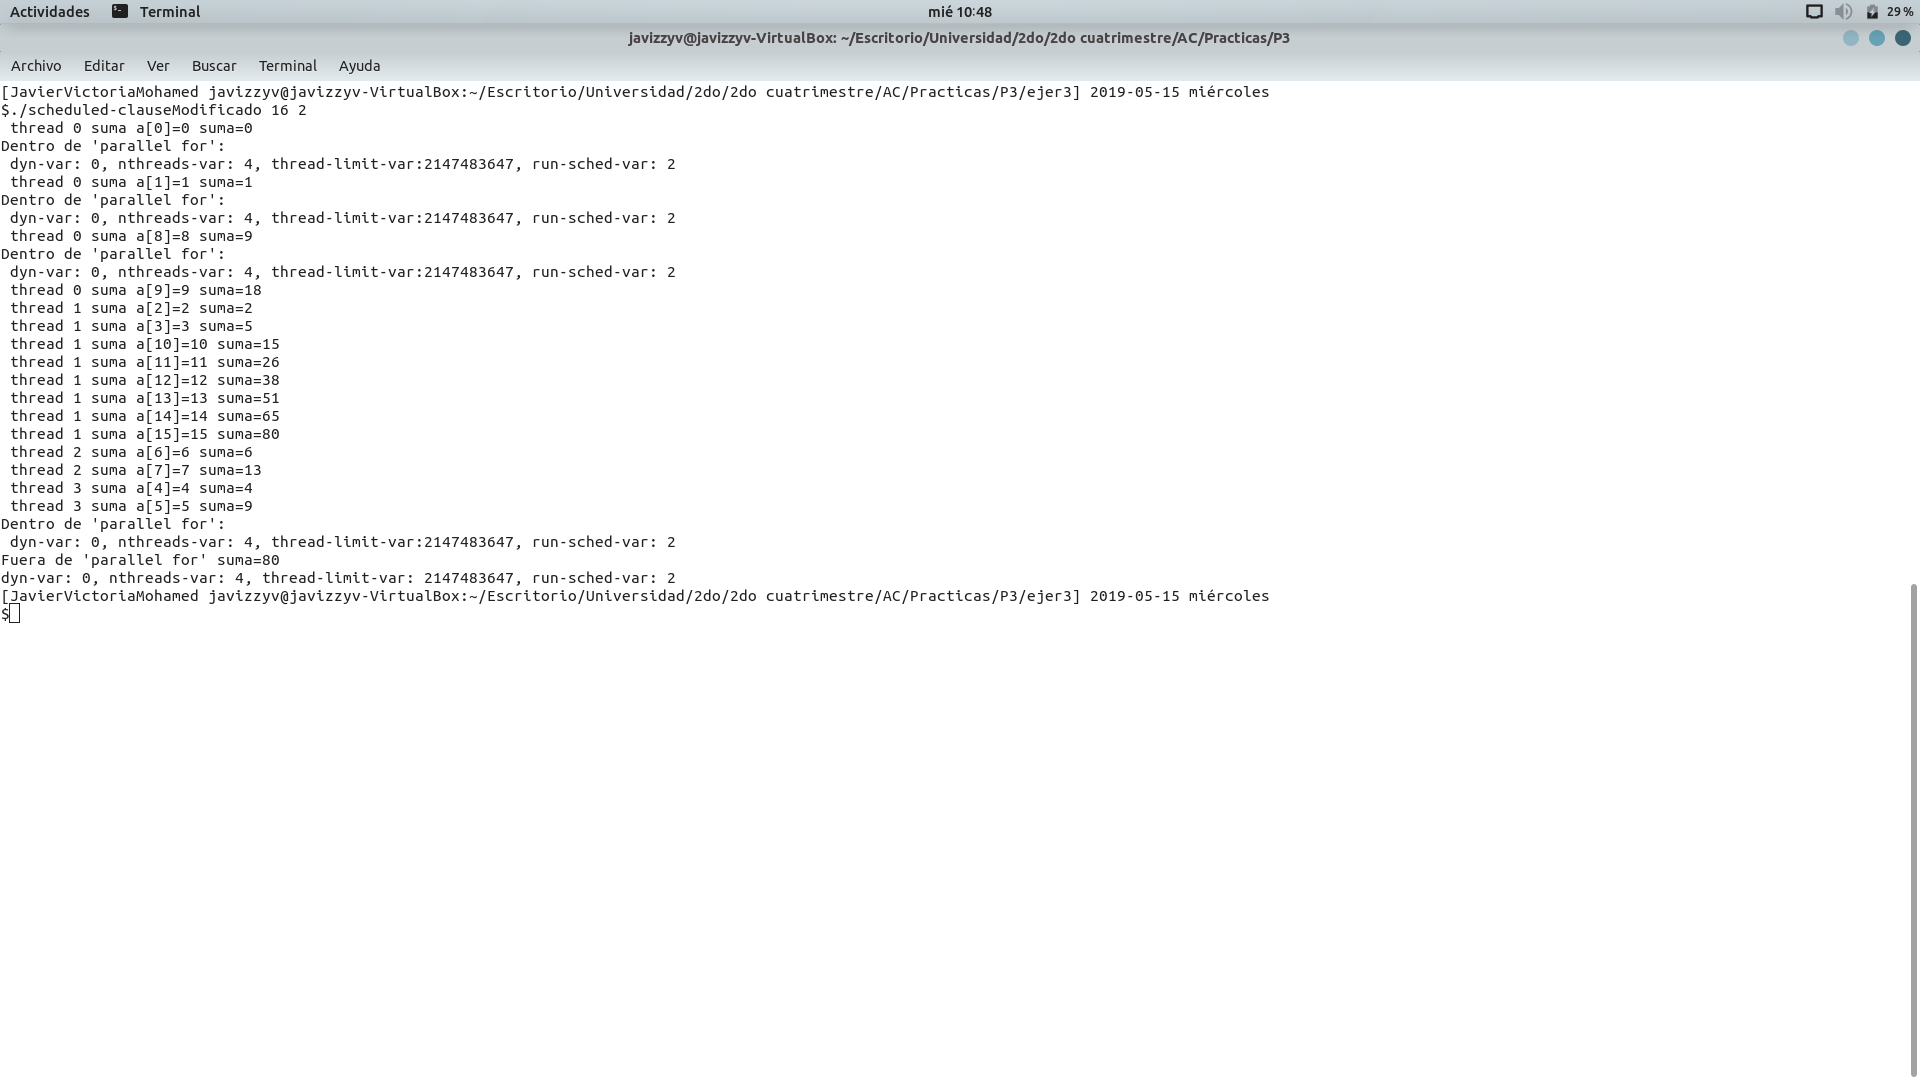 Actividades Terminal mié 10:48 29 %
javizzyv@javizzyv-VirtualBox: ~/Escritorio/Universidad/2do/2do cuatrimestre/AC/Practicas/P3
Archivo Editar Ver Buscar Terminal Ayuda
[JavierVictoriaMohamed javizzyv@javizzyv-VirtualBox:~/Escritorio/Universidad/2do/2do cuatrimestre/AC/Practicas/P3/ejer3] 2019-05-15 miércoles
$./scheduled-clauseModificado 16 2
 thread 0 suma a[0]=0 suma=0
Dentro de 'parallel for':
 dyn-var: 0, nthreads-var: 4, thread-limit-var:2147483647, run-sched-var: 2
 thread 0 suma a[1]=1 suma=1
Dentro de 'parallel for':
 dyn-var: 0, nthreads-var: 4, thread-limit-var:2147483647, run-sched-var: 2
 thread 0 suma a[8]=8 suma=9
Dentro de 'parallel for':
 dyn-var: 0, nthreads-var: 4, thread-limit-var:2147483647, run-sched-var: 2
 thread 0 suma a[9]=9 suma=18
 thread 1 suma a[2]=2 suma=2
 thread 1 suma a[3]=3 suma=5
 thread 1 suma a[10]=10 suma=15
 thread 1 suma a[11]=11 suma=26
 thread 1 suma a[12]=12 suma=38
 thread 1 suma a[13]=13 suma=51
 thread 1 suma a[14]=14 suma=65
 thread 1 suma a[15]=15 suma=80
 thread 2 suma a[6]=6 suma=6
 thread 2 suma a[7]=7 suma=13
 thread 3 suma a[4]=4 suma=4
 thread 3 suma a[5]=5 suma=9
Dentro de 'parallel for':
 dyn-var: 0, nthreads-var: 4, thread-limit-var:2147483647, run-sched-var: 2
Fuera de 'parallel for' suma=80
dyn-var: 0, nthreads-var: 4, thread-limit-var: 2147483647, run-sched-var: 2
[JavierVictoriaMohamed javizzyv@javizzyv-VirtualBox:~/Escritorio/Universidad/2do/2do cuatrimestre/AC/Practicas/P3/ejer3] 2019-05-15 miércoles
$